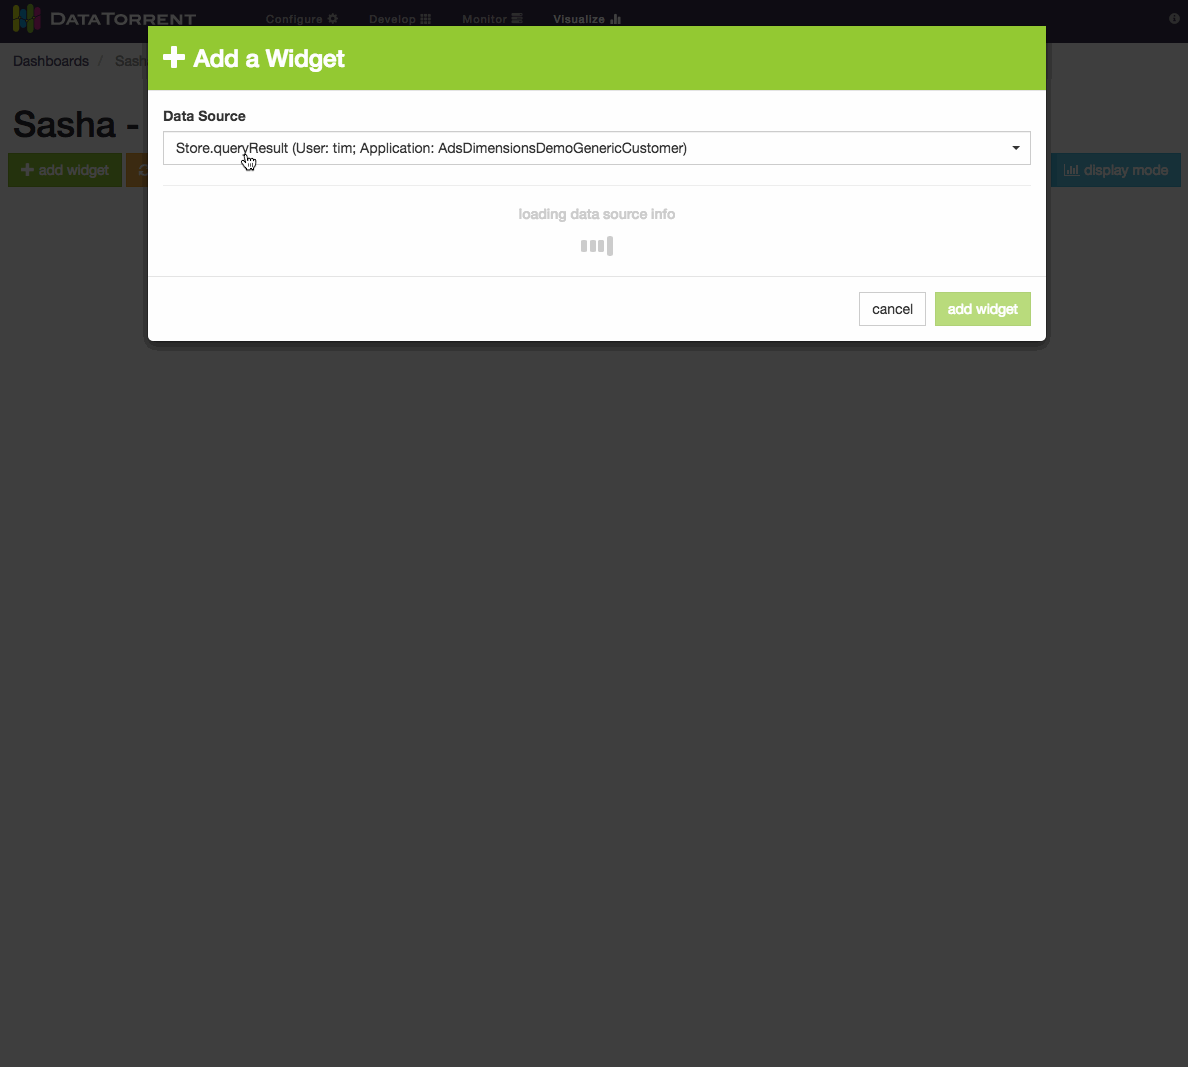 DATATORRENT
Configure
Develop
Monitor
Visualize
Dashboards / Sash
Add a Widget
Data Source
Sasha -
Store.queryResult (User: tim; Application: AdsDimensionsDemoGenericCustomer)
add widget
display mode
loading data source info
cancel
add widget